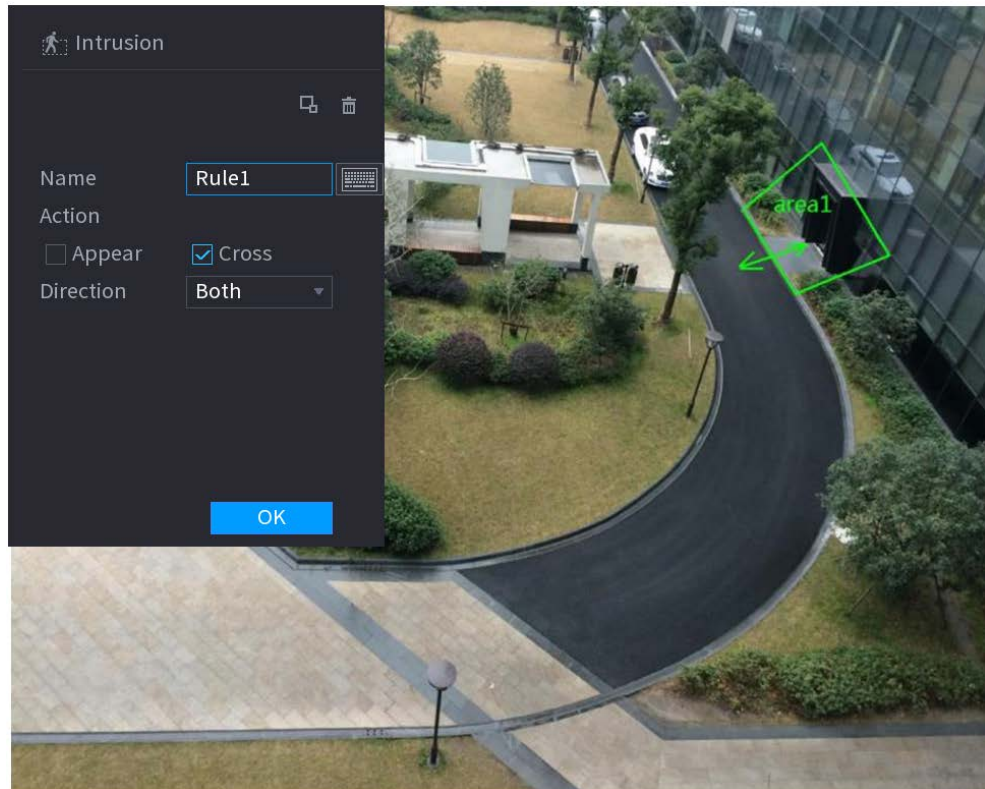 Intrusion
Name Rule1
Action
Appear Cross
Direction Both
OK
area1